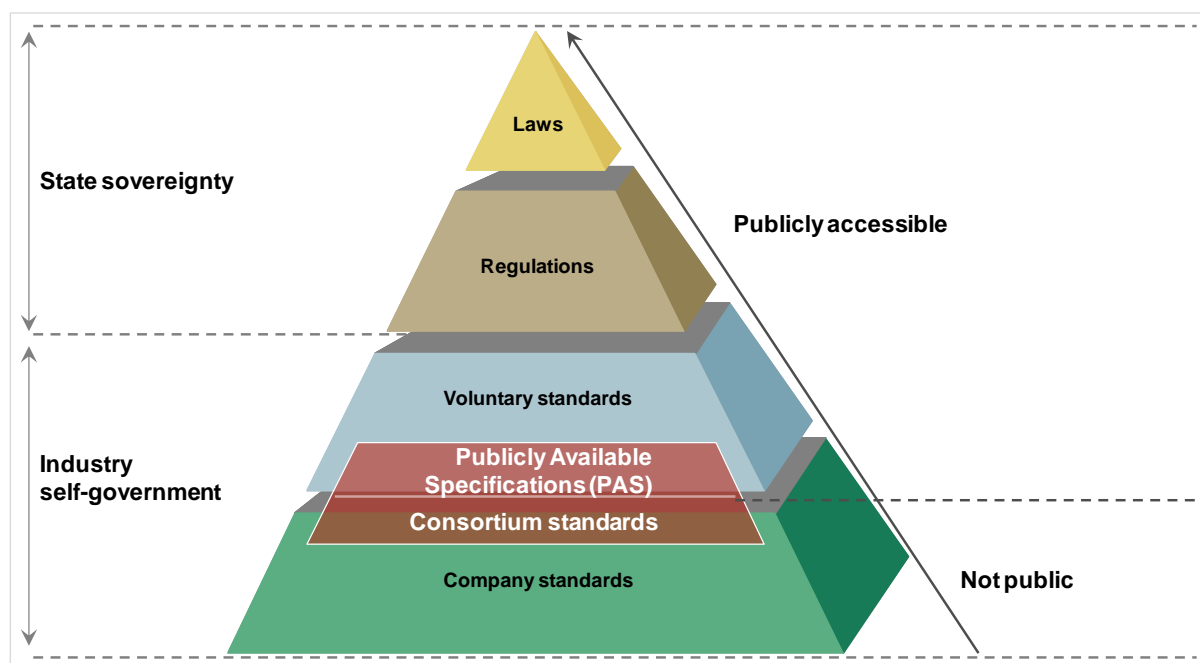 Laws
State sovereignty
Publicly accessible
Regulations
Voluntary standards
Publicly Available
Specifications (PAS)
Industry
self-government
Consortium standards
Company standards
Not public